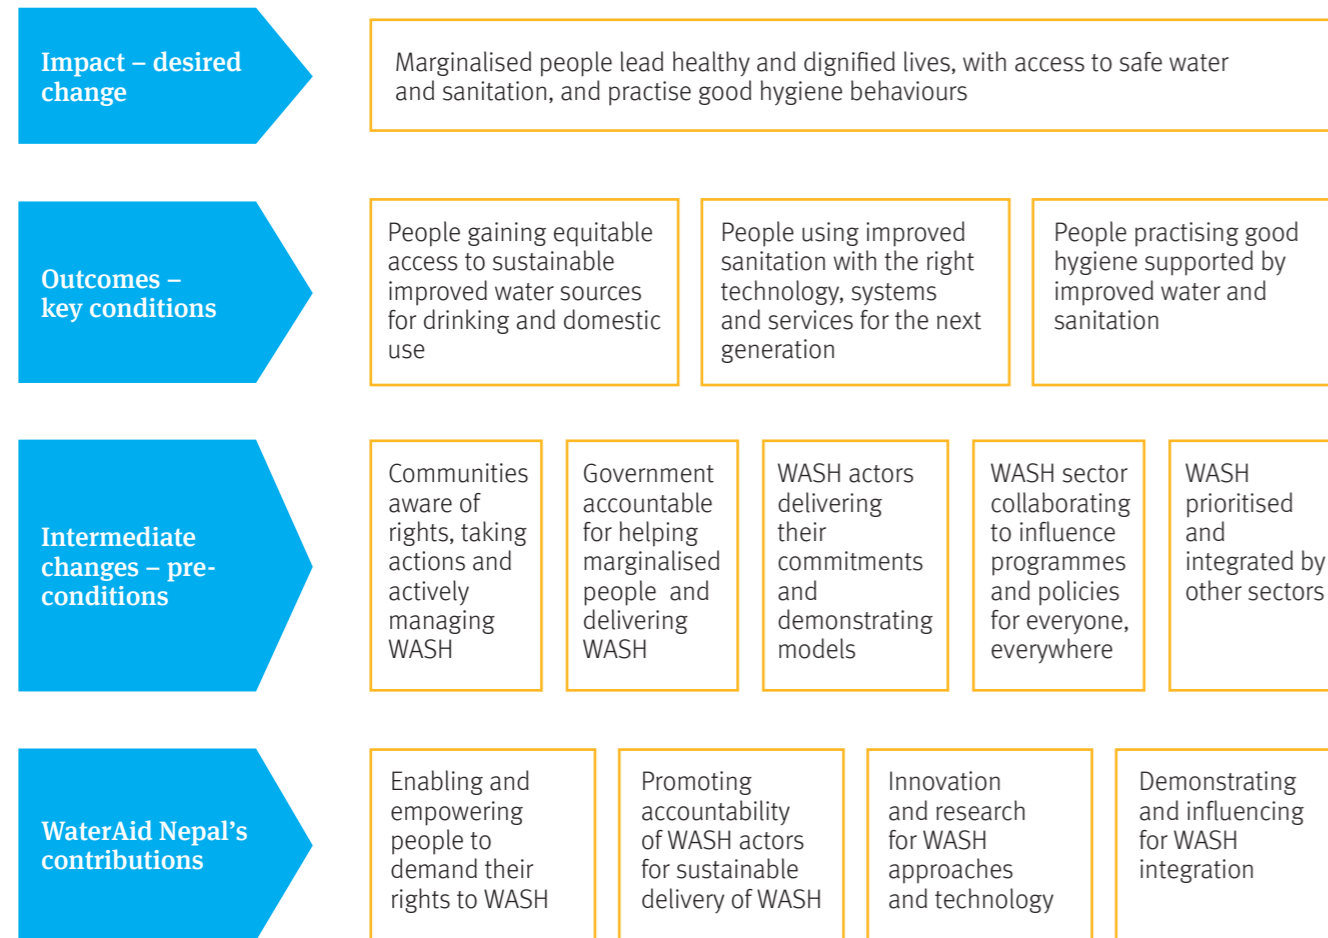 Impact – desired
change
Marginalised people lead healthy and dignified lives, with access to safe water
and sanitation, and practise good hygiene behaviours
Outcomes –
key conditions
People gaining equitable
access to sustainable
improved water sources
for drinking and domestic
use
People using improved
sanitation with the right
technology, systems
and services for the next
generation
People practising good
hygiene supported by
improved water and
sanitation
Intermediate
changes – pre-
conditions
Communities
aware of
rights, taking
actions and
actively
managing
WASH
Government
accountable
for helping
marginalised
people and
delivering
WASH
WASH actors
delivering
their
commitments
and
demonstrating
models
WASH sector
collaborating
to influence
programmes
and policies
for everyone,
everywhere
WASH
prioritised
and
integrated by
other sectors
WaterAid Nepal’s
contributions
Enabling and
empowering
people to
demand their
rights to WASH
Promoting
accountability
of WASH actors
for sustainable
delivery of WASH
Innovation
and research
for WASH
approaches
and technology
Demonstrating
and influencing
for WASH
integration